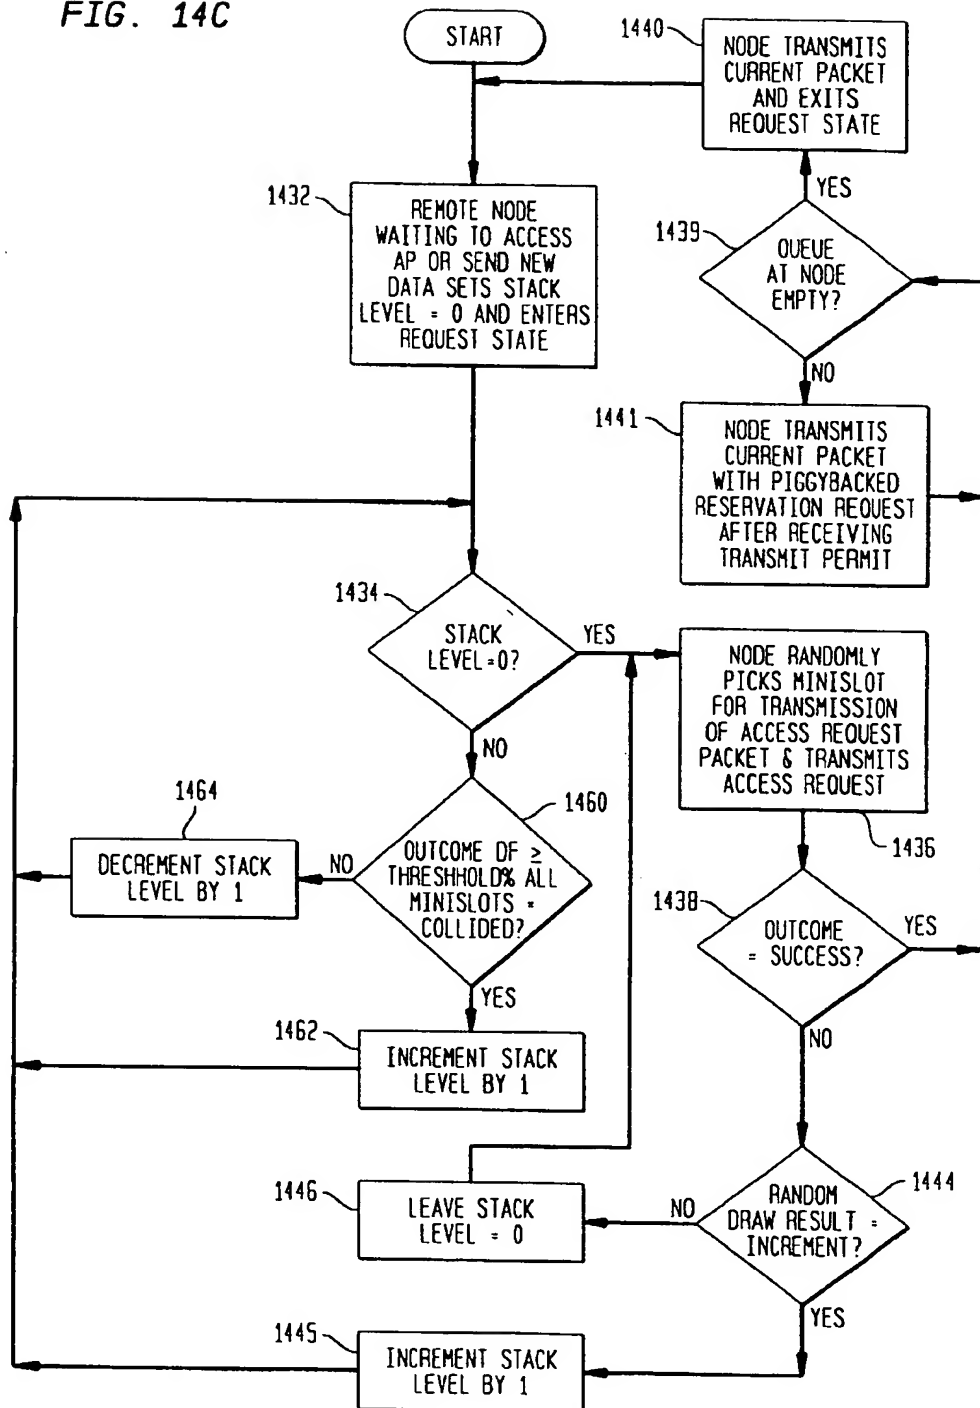 FIG. 14C
START
1440
NODE TRANSMITS
CURRENT PACKET
AND EXITS
REQUEST STATE
YES
1432
REMOTE NODE
WAITING TO ACCESS
AP OR SEND NEW
DATA SETS STACK
LEVEL = 0 AND ENTERS
REQUEST STATE
1439
QUEUE
AT NODE
EMPTY?
NO
1441
NODE TRANSMITS
CURRENT PACKET
WITH PIGGYBACKED
RESERVATION REQUEST
AFTER RECEIVING
TRANSMIT PERMIT
1434
STACK
LEVEL=0?
YES
NO
NODE RANDOMLY
PICKS MINISLOT
FOR TRANSMISSION
OF ACCESS REQUEST
PACKET & TRANSMITS
ACCESS REQUEST
1436
1464
DECREMENT STACK
LEVEL BY 1
NO
1460
OUTCOME OF ≥
THRESHHOLD% ALL
MINISLOTS =
COLLIDED?
YES
1438
OUTCOME
= SUCCESS?
YES
NO
1462
INCREMENT STACK
LEVEL BY 1
1446
LEAVE STACK
LEVEL = 0
NO
1444
RANDOM
DRAW RESULT =
INCREMENT?
YES
1445
INCREMENT STACK
LEVEL BY 1